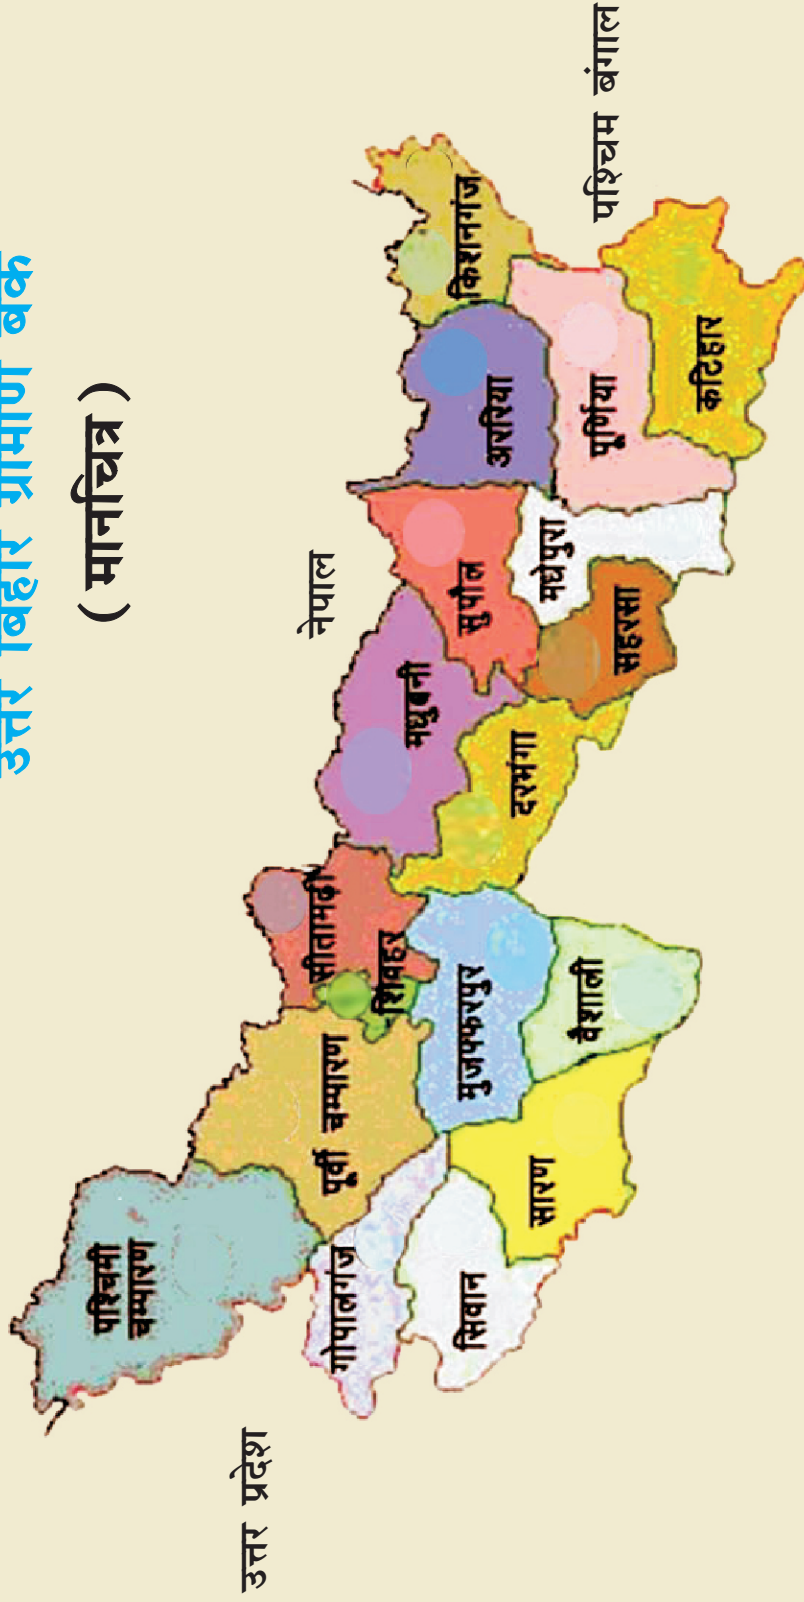 उत्तर बिहार ग्रामीण बैंक
( मानचित्र )
नेपाल
पश्चिम बंगाल
उत्तर प्रदेश
पश्चिमी
चम्पारण
पूर्वी चम्पारण
सीतामढ़ी
शिवहर
मधुबनी
सुपौल
अररिया
किशनगंज
गोपालगंज
सिवान
सारण
मुजफ्फरपुर
वैशाली
दरभंगा
सहरसा
मधेपुरा
पूर्णिया
कटिहार